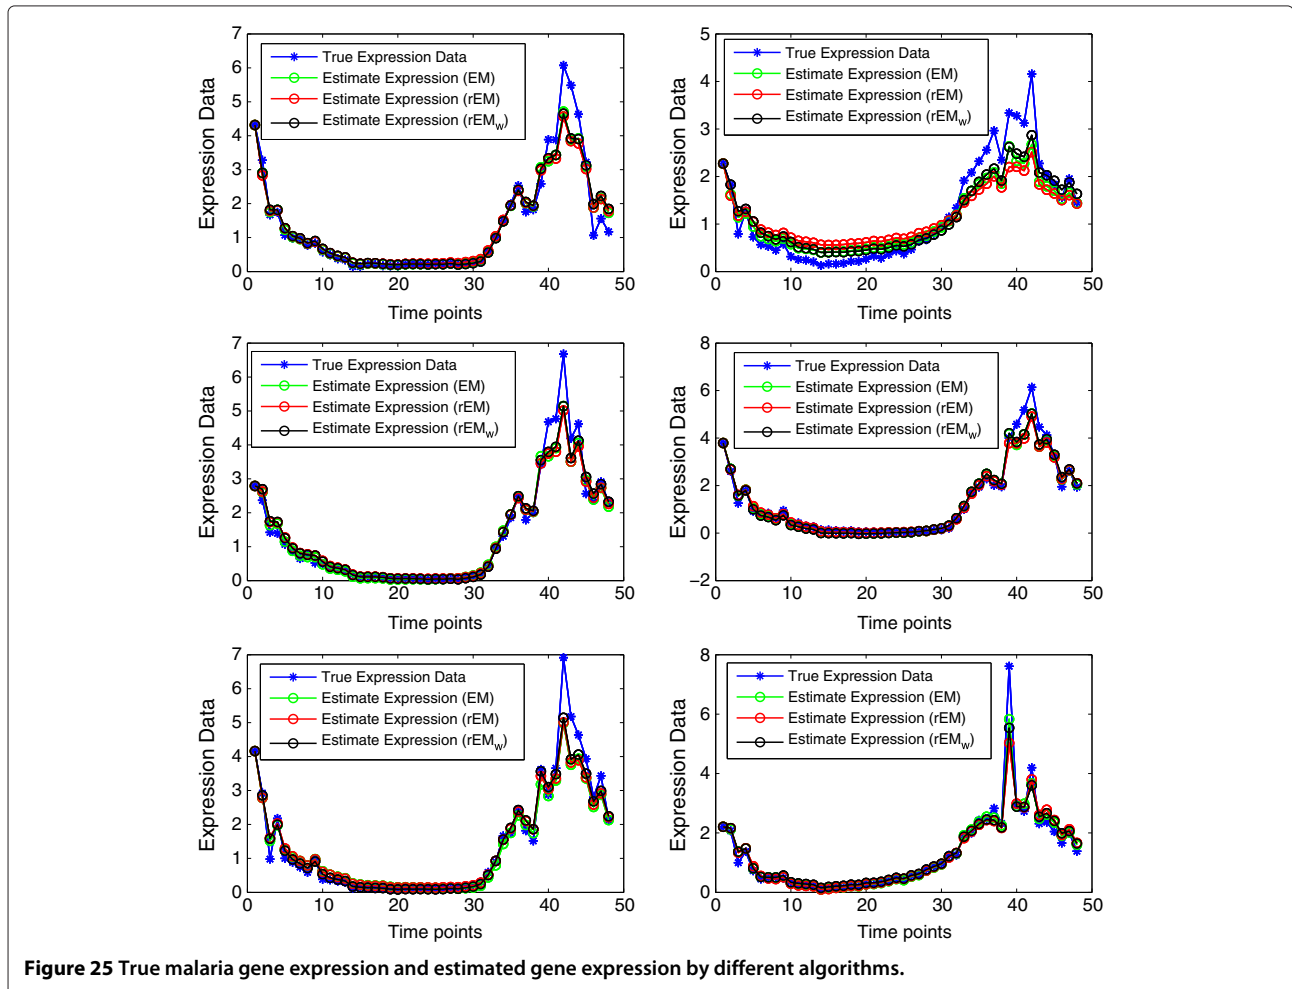 7
6
5
4
3
2
1
0
Expression Data
True Expression Data
Estimate Expression (EM)
Estimate Expression (rEM)
Estimate Expression (rEMw)
0 10 20 30 40 50
Time points
5
4
3
2
1
0
Expression Data
True Expression Data
Estimate Expression (EM)
Estimate Expression (rEM)
Estimate Expression (rEMw)
0 10 20 30 40 50
Time points
7
6
5
4
3
2
1
0
Expression Data
True Expression Data
Estimate Expression (EM)
Estimate Expression (rEM)
Estimate Expression (rEMw)
0 10 20 30 40 50
Time points
8
6
4
2
0
−2
Expression Data
True Expression Data
Estimate Expression (EM)
Estimate Expression (rEM)
Estimate Expression (rEMw)
0 10 20 30 40 50
Time points
7
6
5
4
3
2
1
0
Expression Data
True Expression Data
Estimate Expression (EM)
Estimate Expression (rEM)
Estimate Expression (rEMw)
0 10 20 30 40 50
Time points
8
6
4
2
0
Expression Data
True Expression Data
Estimate Expression (EM)
Estimate Expression (rEM)
Estimate Expression (rEMw)
0 10 20 30 40 50
Time points
Figure 25 True malaria gene expression and estimated gene expression by different algorithms.